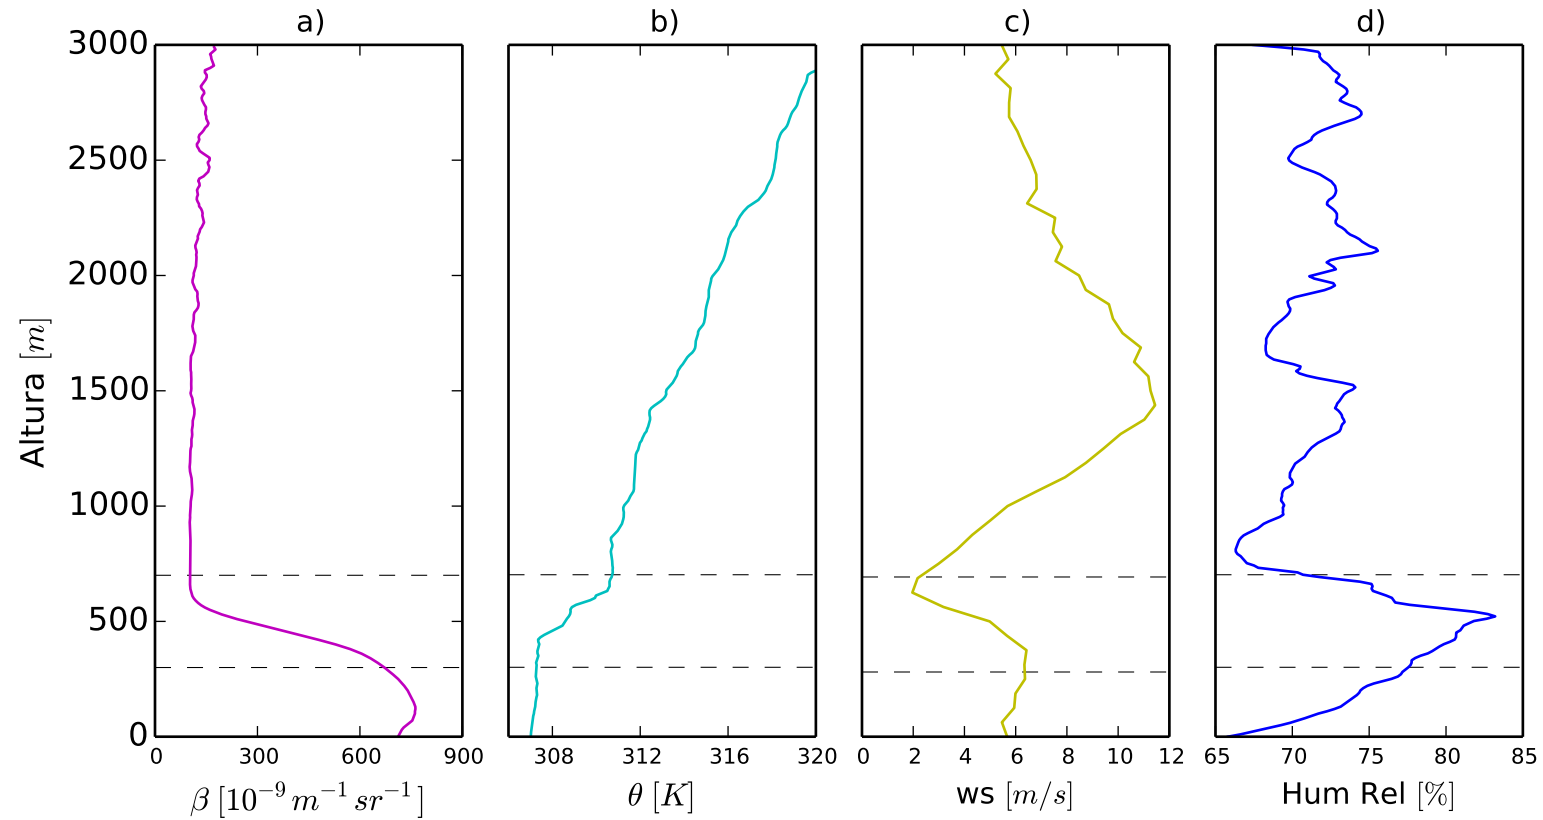 a) b) c) d)
3000
2500
2000
1500
1000
500
0
Altura [m]
0 300 600 900 308 312 316 320 0 2 4 6 8 10 12 65 70 75 80 85
β [10⁻⁹ m⁻¹ sr⁻¹] θ [K] ws [m/s] Hum Rel [%]